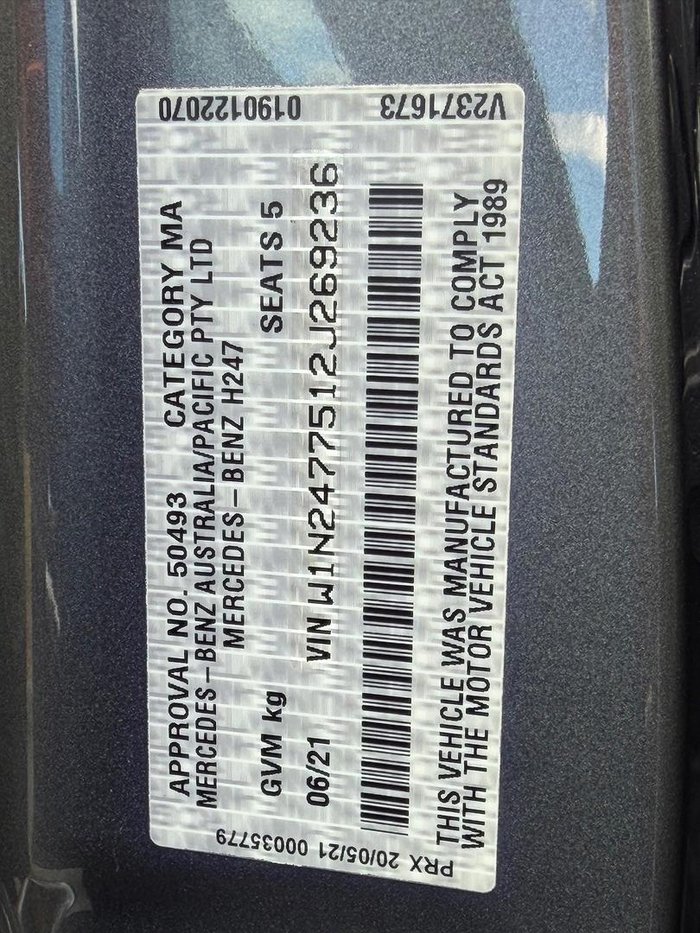 APPROVAL NO. 50493 CATEGORY MA
MERCEDES-BENZ AUSTRALIA/PACIFIC PTY LTD
MERCEDES-BENZ H247
GVM kg SEATS 5
06/21 VIN W1N2477512J269236
THIS VEHICLE WAS MANUFACTURED TO COMPLY
WITH THE MOTOR VEHICLE STANDARDS ACT 1989
0190122070
V2371673
PRX 20/05/21 00035779